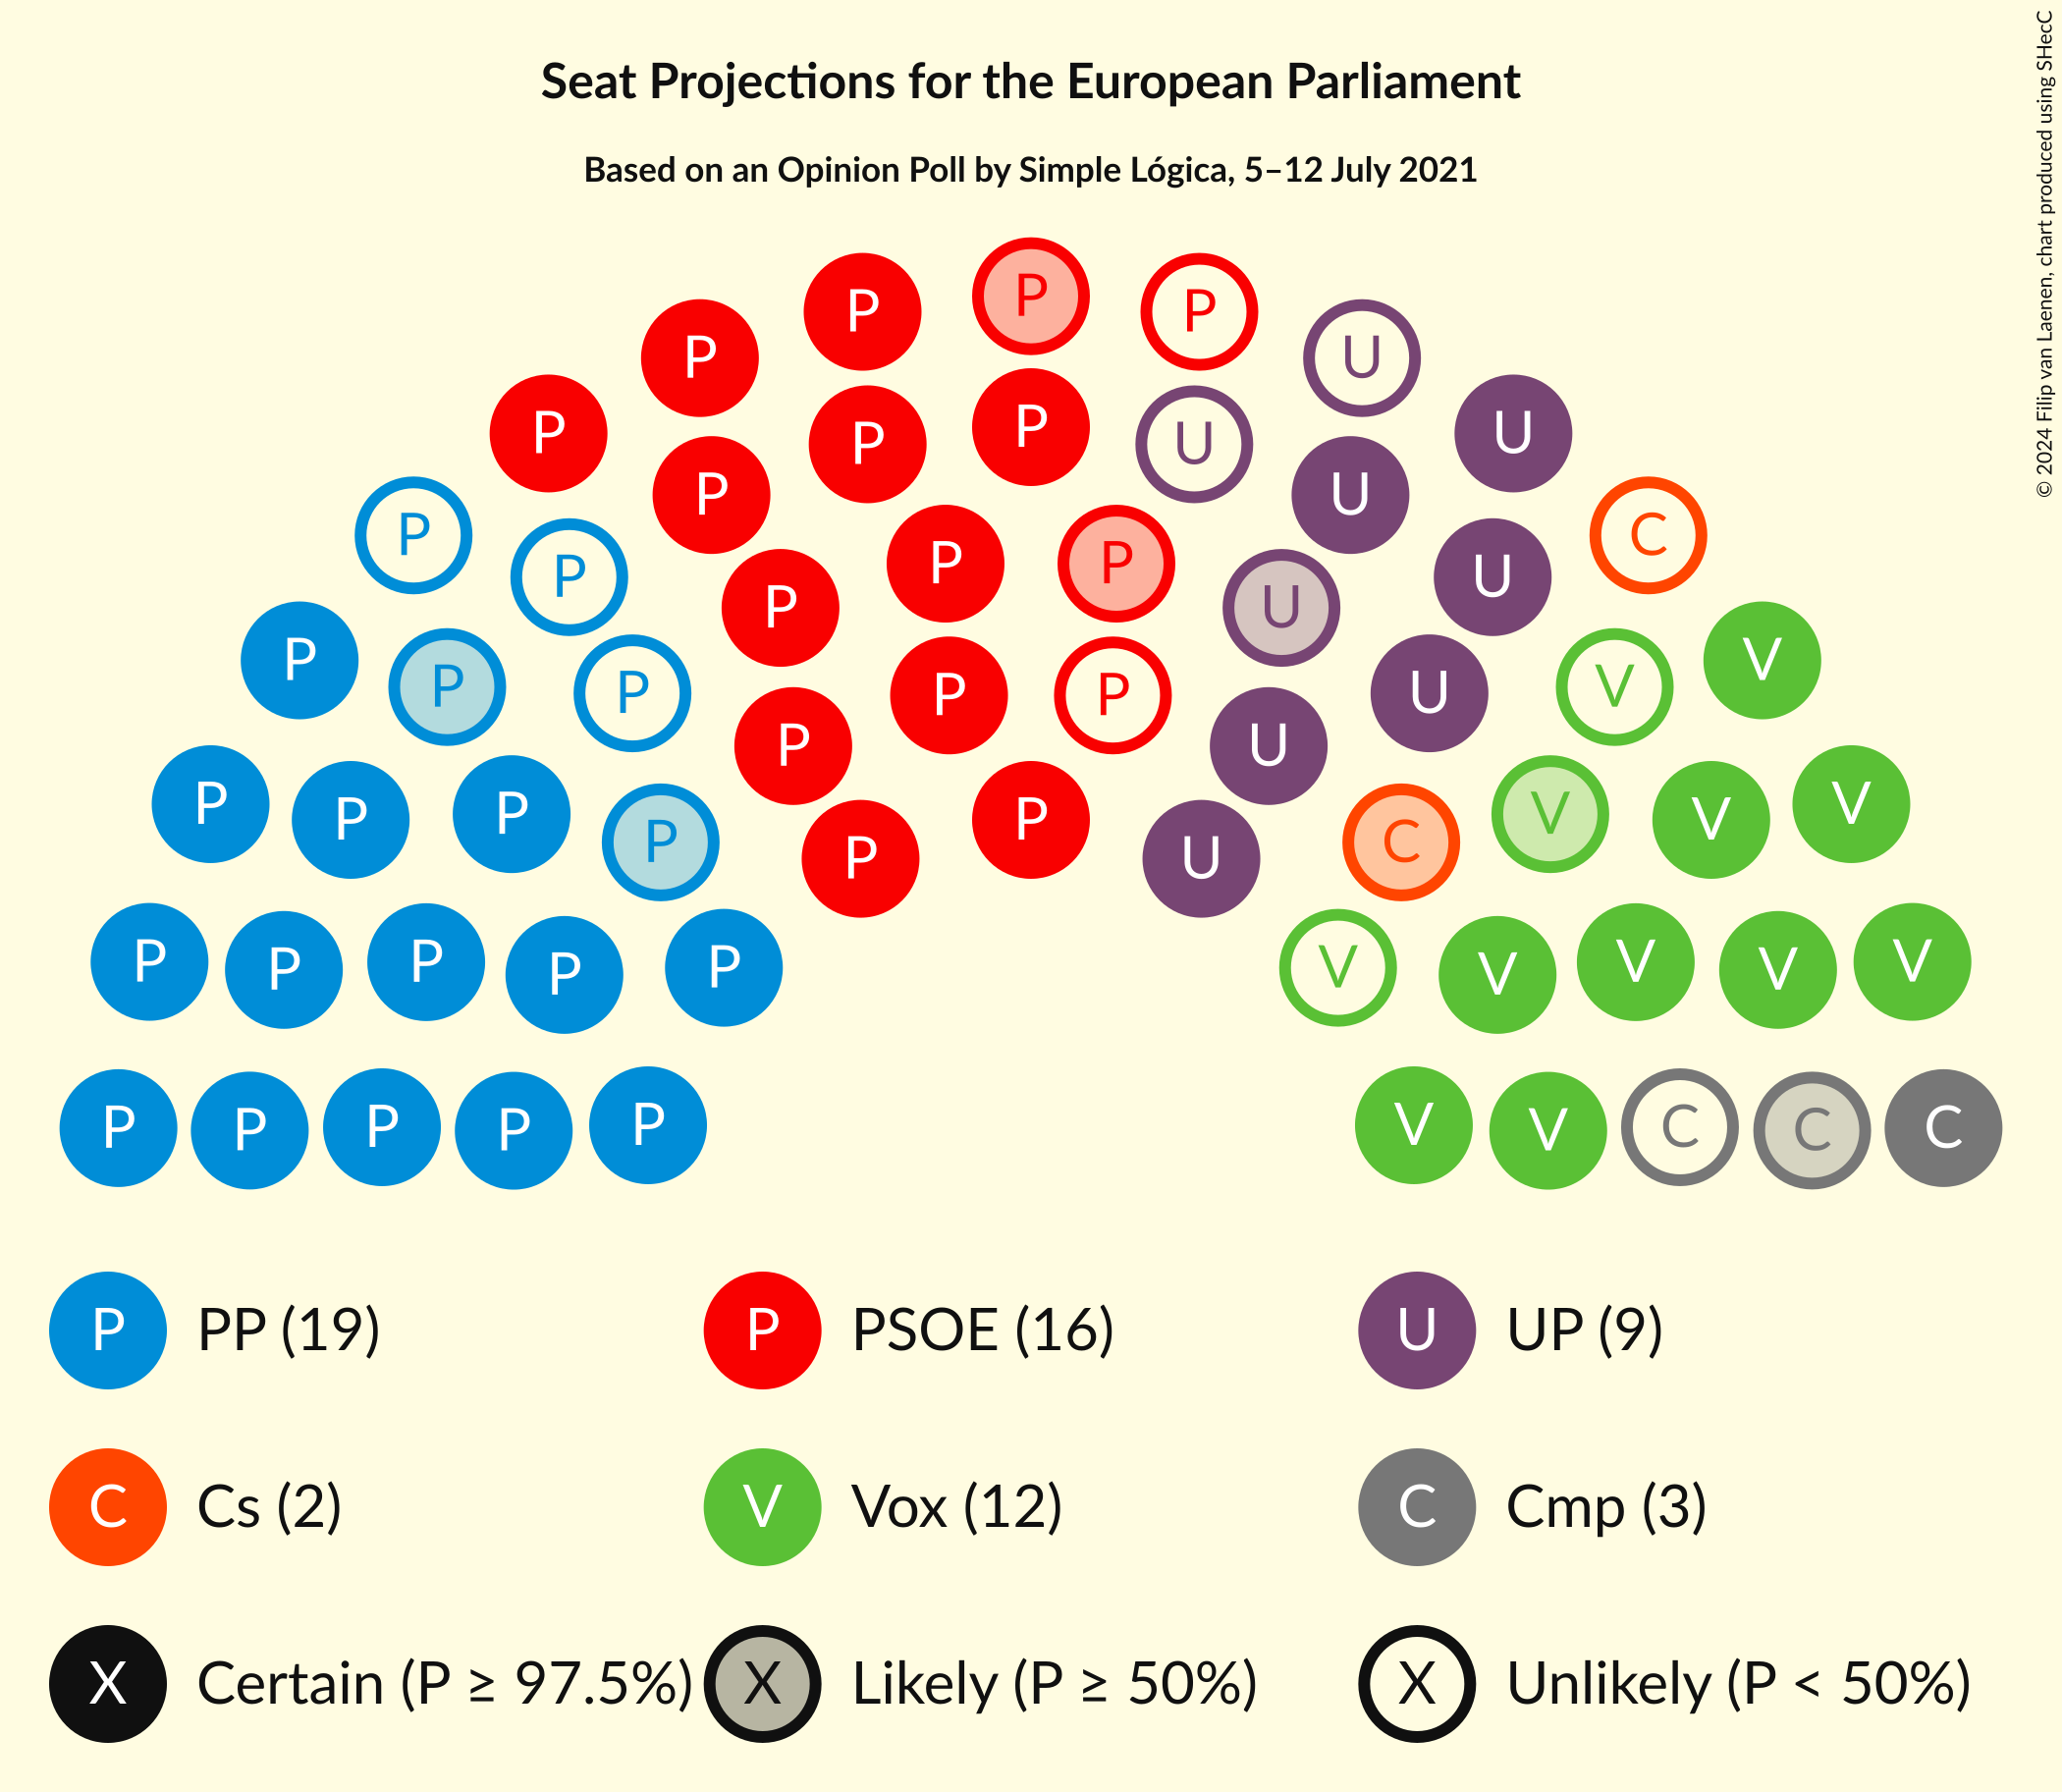 © 2024 Filip van Laenen, chart produced using SHecC
Seat Projections for the European Parliament
Based on an Opinion Poll by Simple Lógica, 5–12 July 2021
P P P
P U
P P P U U
P U
P P P P U C
P U
P P P P P U V V
P U
P P P P P P U C V V V
P P P P P V V V V V
P P P P P V V C C C
P PP (19) P PSOE (16) U UP (9)
C Cs (2) V Vox (12) C Cmp (3)
X Certain (P ≥ 97.5%) X Likely (P ≥ 50%) X Unlikely (P < 50%)